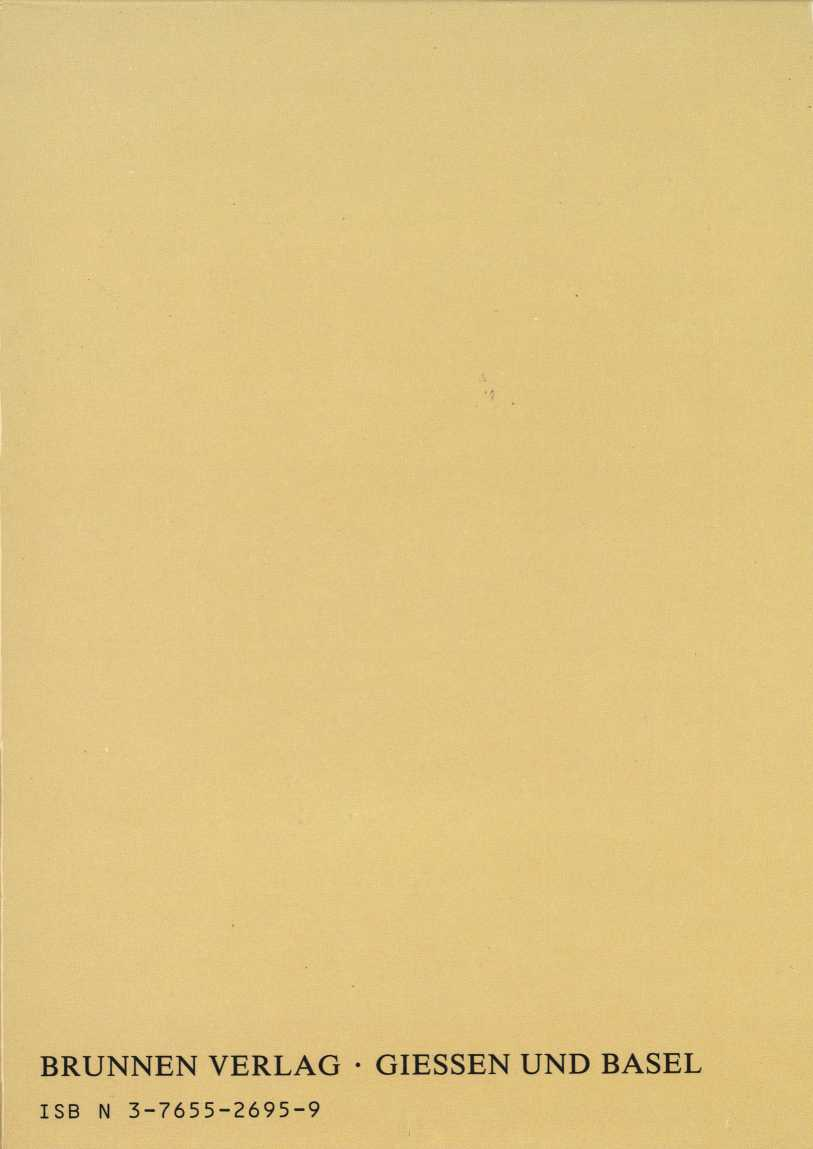 BRUNNEN VERLAG · GIESSEN UND BASEL
ISB N 3-7655-2695-9